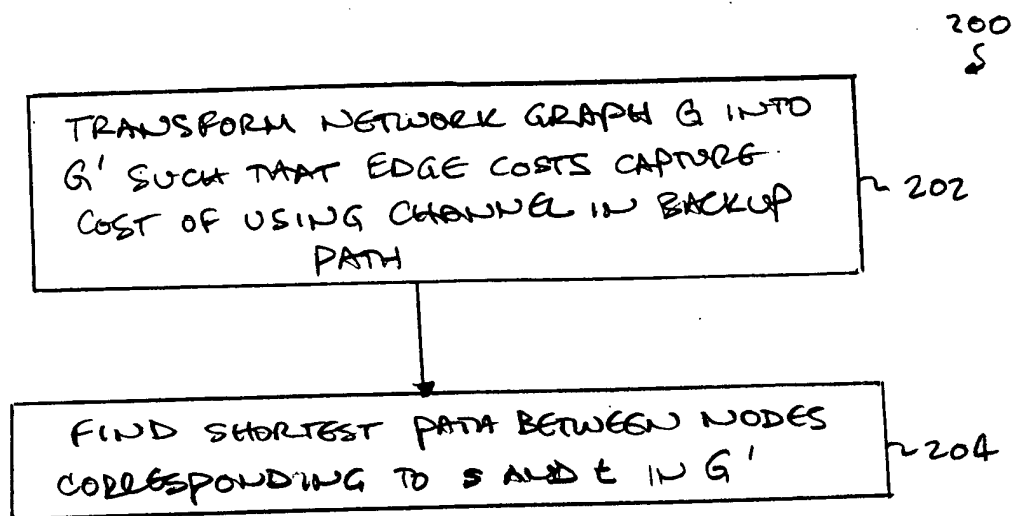 200
TRANSFORM NETWORK GRAPH G INTO
G' SUCH THAT EDGE COSTS CAPTURE
COST OF USING CHANNEL IN BACKUP
PATH
202
FIND SHORTEST PATH BETWEEN NODES
CORRESPONDING TO s AND t IN G'
204